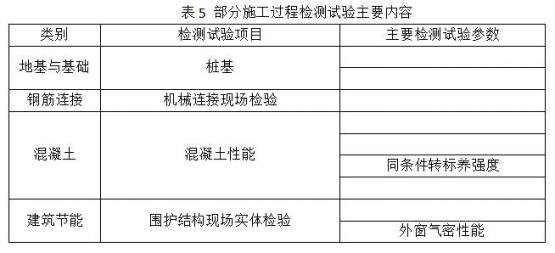 表5 部分施工过程检测试验主要内容
类别 检测试验项目 主要检测试验参数
地基与基础 桩基
钢筋连接 机械连接现场检验
混凝土 混凝土性能
同条件转标养强度
建筑节能 围护结构现场实体检验
外窗气密性能